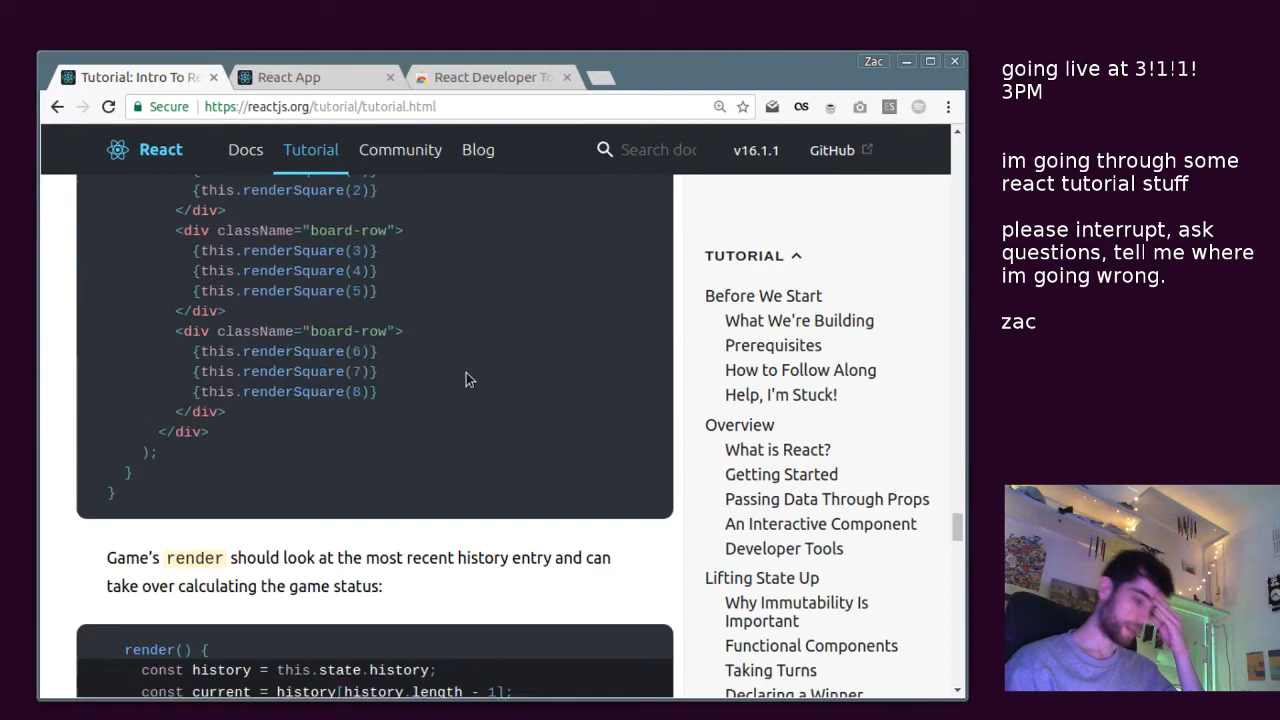 Zac
Tutorial: Intro To Re
React App
React Developer To
Secure
https://reactjs.org/tutorial/tutorial.html
React
Docs
Tutorial
Community
Blog
Search doc
v16.1.1
GitHub
{this.renderSquare(2)}
</div>
<div className="board-row">
{this.renderSquare(3)}
{this.renderSquare(4)}
{this.renderSquare(5)}
</div>
<div className="board-row">
{this.renderSquare(6)}
{this.renderSquare(7)}
{this.renderSquare(8)}
</div>
</div>
);
}
}
Game's render should look at the most recent history entry and can
take over calculating the game status:
render() {
const history = this.state.history;
const current = history[history.length - 1];
TUTORIAL
Before We Start
What We're Building
Prerequisites
How to Follow Along
Help, I'm Stuck!
Overview
What is React?
Getting Started
Passing Data Through Props
An Interactive Component
Developer Tools
Lifting State Up
Why Immutability Is
Important
Functional Components
Taking Turns
Declaring a Winner
going live at 3!1!1!
3PM
im going through some
react tutorial stuff
please interrupt, ask
questions, tell me where
im going wrong.
zac